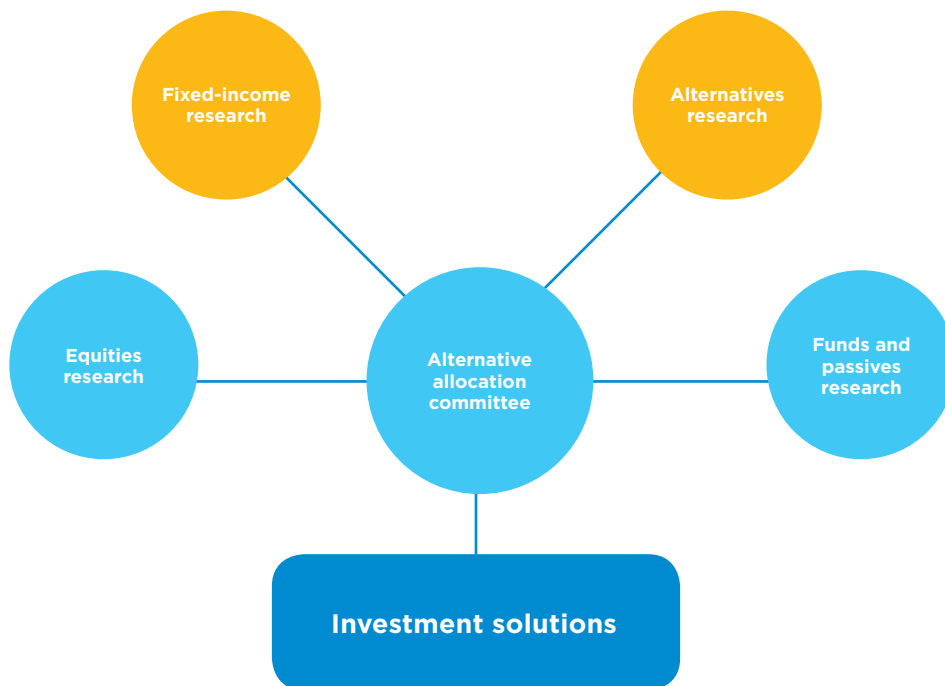 Fixed-income
research
Alternatives
research
Equities
research
Alternative
allocation
committee
Funds and
passives
research
Investment solutions